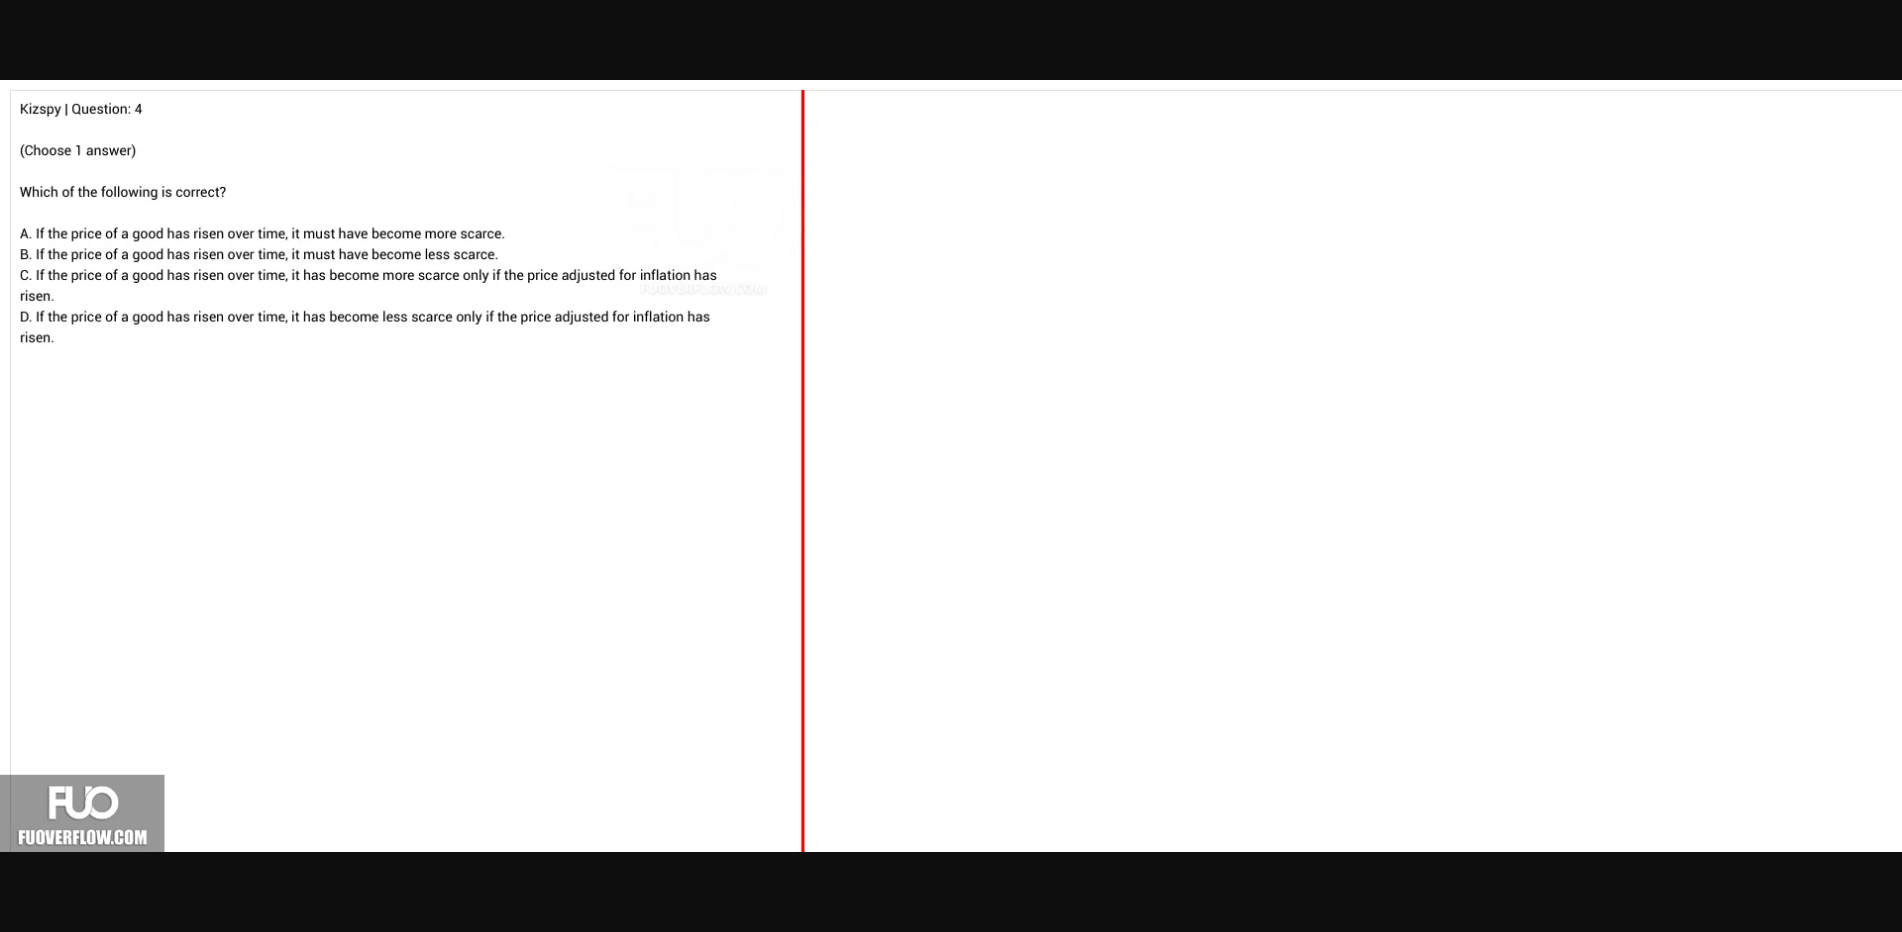 Kizspy | Question: 4
(Choose 1 answer)
Which of the following is correct?
A. If the price of a good has risen over time, it must have become more scarce.
B. If the price of a good has risen over time, it must have become less scarce.
C. If the price of a good has risen over time, it has become more scarce only if the price adjusted for inflation has
risen.
D. If the price of a good has risen over time, it has become less scarce only if the price adjusted for inflation has
risen.
FUO
FUOVERFLOW.COM
FUO
FUOVERFLOW.COM